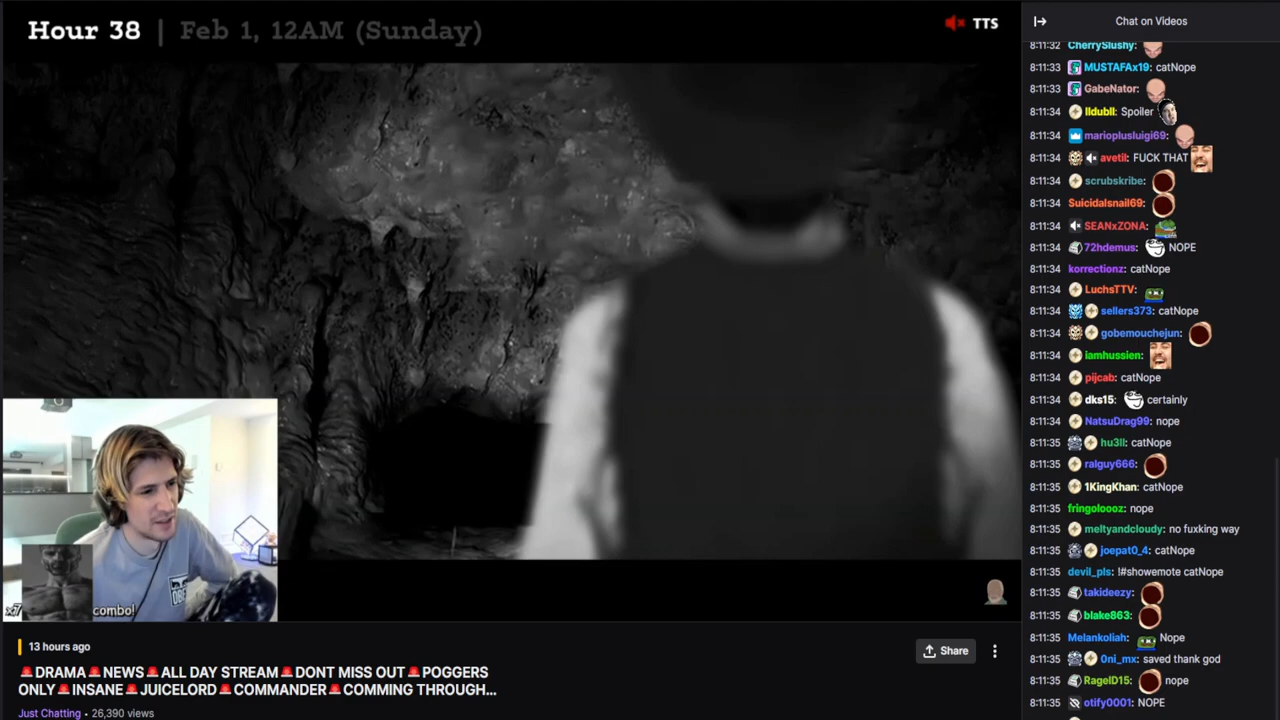 Hour 38 | Feb 1, 12AM (Sunday)
TTS
x7 combo!
13 hours ago
Share
🚨DRAMA🚨NEWS🚨ALL DAY STREAM🚨DONT MISS OUT🚨POGGERS
ONLY🚨INSANE🚨JUICELORD🚨COMMANDER🚨COMMING THROUGH...
Just Chatting • 26,390 views
Chat on Videos
8:11:32 CherrySlushy:
8:11:33 MUSTAFAx19: catNope
8:11:33 GabeNator:
8:11:34 lldubll: Spoiler
8:11:34 marioplusluigi69:
8:11:34 avetil: FUCK THAT
8:11:34 scrubskribe:
8:11:34 Suicidalsnail69:
8:11:34 SEANxZONA:
8:11:34 72hdemus: NOPE
8:11:34 korrectionz: catNope
8:11:34 LuchsTTV:
8:11:34 sellers373: catNope
8:11:34 gobemouchejun:
8:11:34 iamhussien:
8:11:34 pijcab: catNope
8:11:34 dks15: certainly
8:11:34 NatsuDrag99: nope
8:11:35 hu3ll: catNope
8:11:35 ralguy666:
8:11:35 1KingKhan: catNope
8:11:35 fringoloooz: nope
8:11:35 meltyandcloudy: no fuxking way
8:11:35 joepat0_4: catNope
8:11:35 devil_pls: !#showemote catNope
8:11:35 takideezy:
8:11:35 blake863:
8:11:35 Melankoliah: Nope
8:11:35 0ni_mx: saved thank god
8:11:35 RageID15: nope
8:11:35 otify0001: NOPE